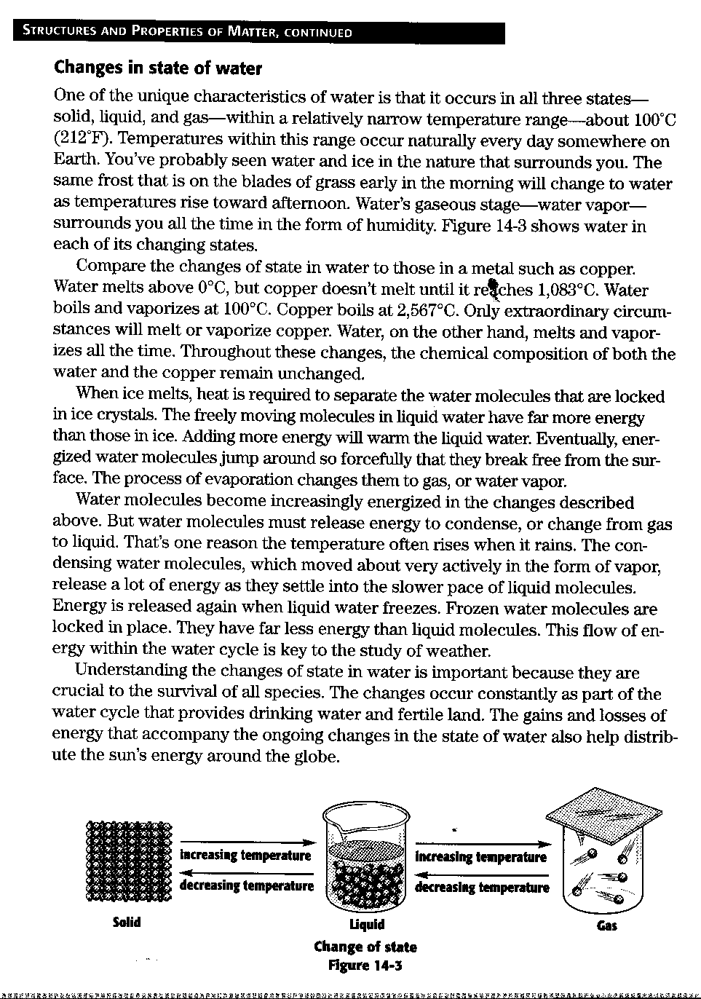 STRUCTURES AND PROPERTIES OF MATTER, CONTINUED
Changes in state of water
One of the unique characteristics of water is that it occurs in all three states—
solid, liquid, and gas—within a relatively narrow temperature range—about 100°C
(212°F). Temperatures within this range occur naturally every day somewhere on
Earth. You've probably seen water and ice in the nature that surrounds you. The
same frost that is on the blades of grass early in the morning will change to water
as temperatures rise toward afternoon. Water's gaseous stage—water vapor—
surrounds you all the time in the form of humidity. Figure 14-3 shows water in
each of its changing states.
Compare the changes of state in water to those in a metal such as copper.
Water melts above 0°C, but copper doesn't melt until it reaches 1,083°C. Water
boils and vaporizes at 100°C. Copper boils at 2,567°C. Only extraordinary circum-
stances will melt or vaporize copper. Water, on the other hand, melts and vapor-
izes all the time. Throughout these changes, the chemical composition of both the
water and the copper remain unchanged.
When ice melts, heat is required to separate the water molecules that are locked
in ice crystals. The freely moving molecules in liquid water have far more energy
than those in ice. Adding more energy will warm the liquid water. Eventually, ener-
gized water molecules jump around so forcefully that they break free from the sur-
face. The process of evaporation changes them to gas, or water vapor.
Water molecules become increasingly energized in the changes described
above. But water molecules must release energy to condense, or change from gas
to liquid. That's one reason the temperature often rises when it rains. The con-
densing water molecules, which moved about very actively in the form of vapor,
release a lot of energy as they settle into the slower pace of liquid molecules.
Energy is released again when liquid water freezes. Frozen water molecules are
locked in place. They have far less energy than liquid molecules. This flow of en-
ergy within the water cycle is key to the study of weather.
Understanding the changes of state in water is important because they are
crucial to the survival of all species. The changes occur constantly as part of the
water cycle that provides drinking water and fertile land. The gains and losses of
energy that accompany the ongoing changes in the state of water also help distrib-
ute the sun's energy around the globe.
increasing temperature
decreasing temperature
increasing temperature
decreasing temperature
Solid
Liquid
Gas
Change of state
Figure 14-3